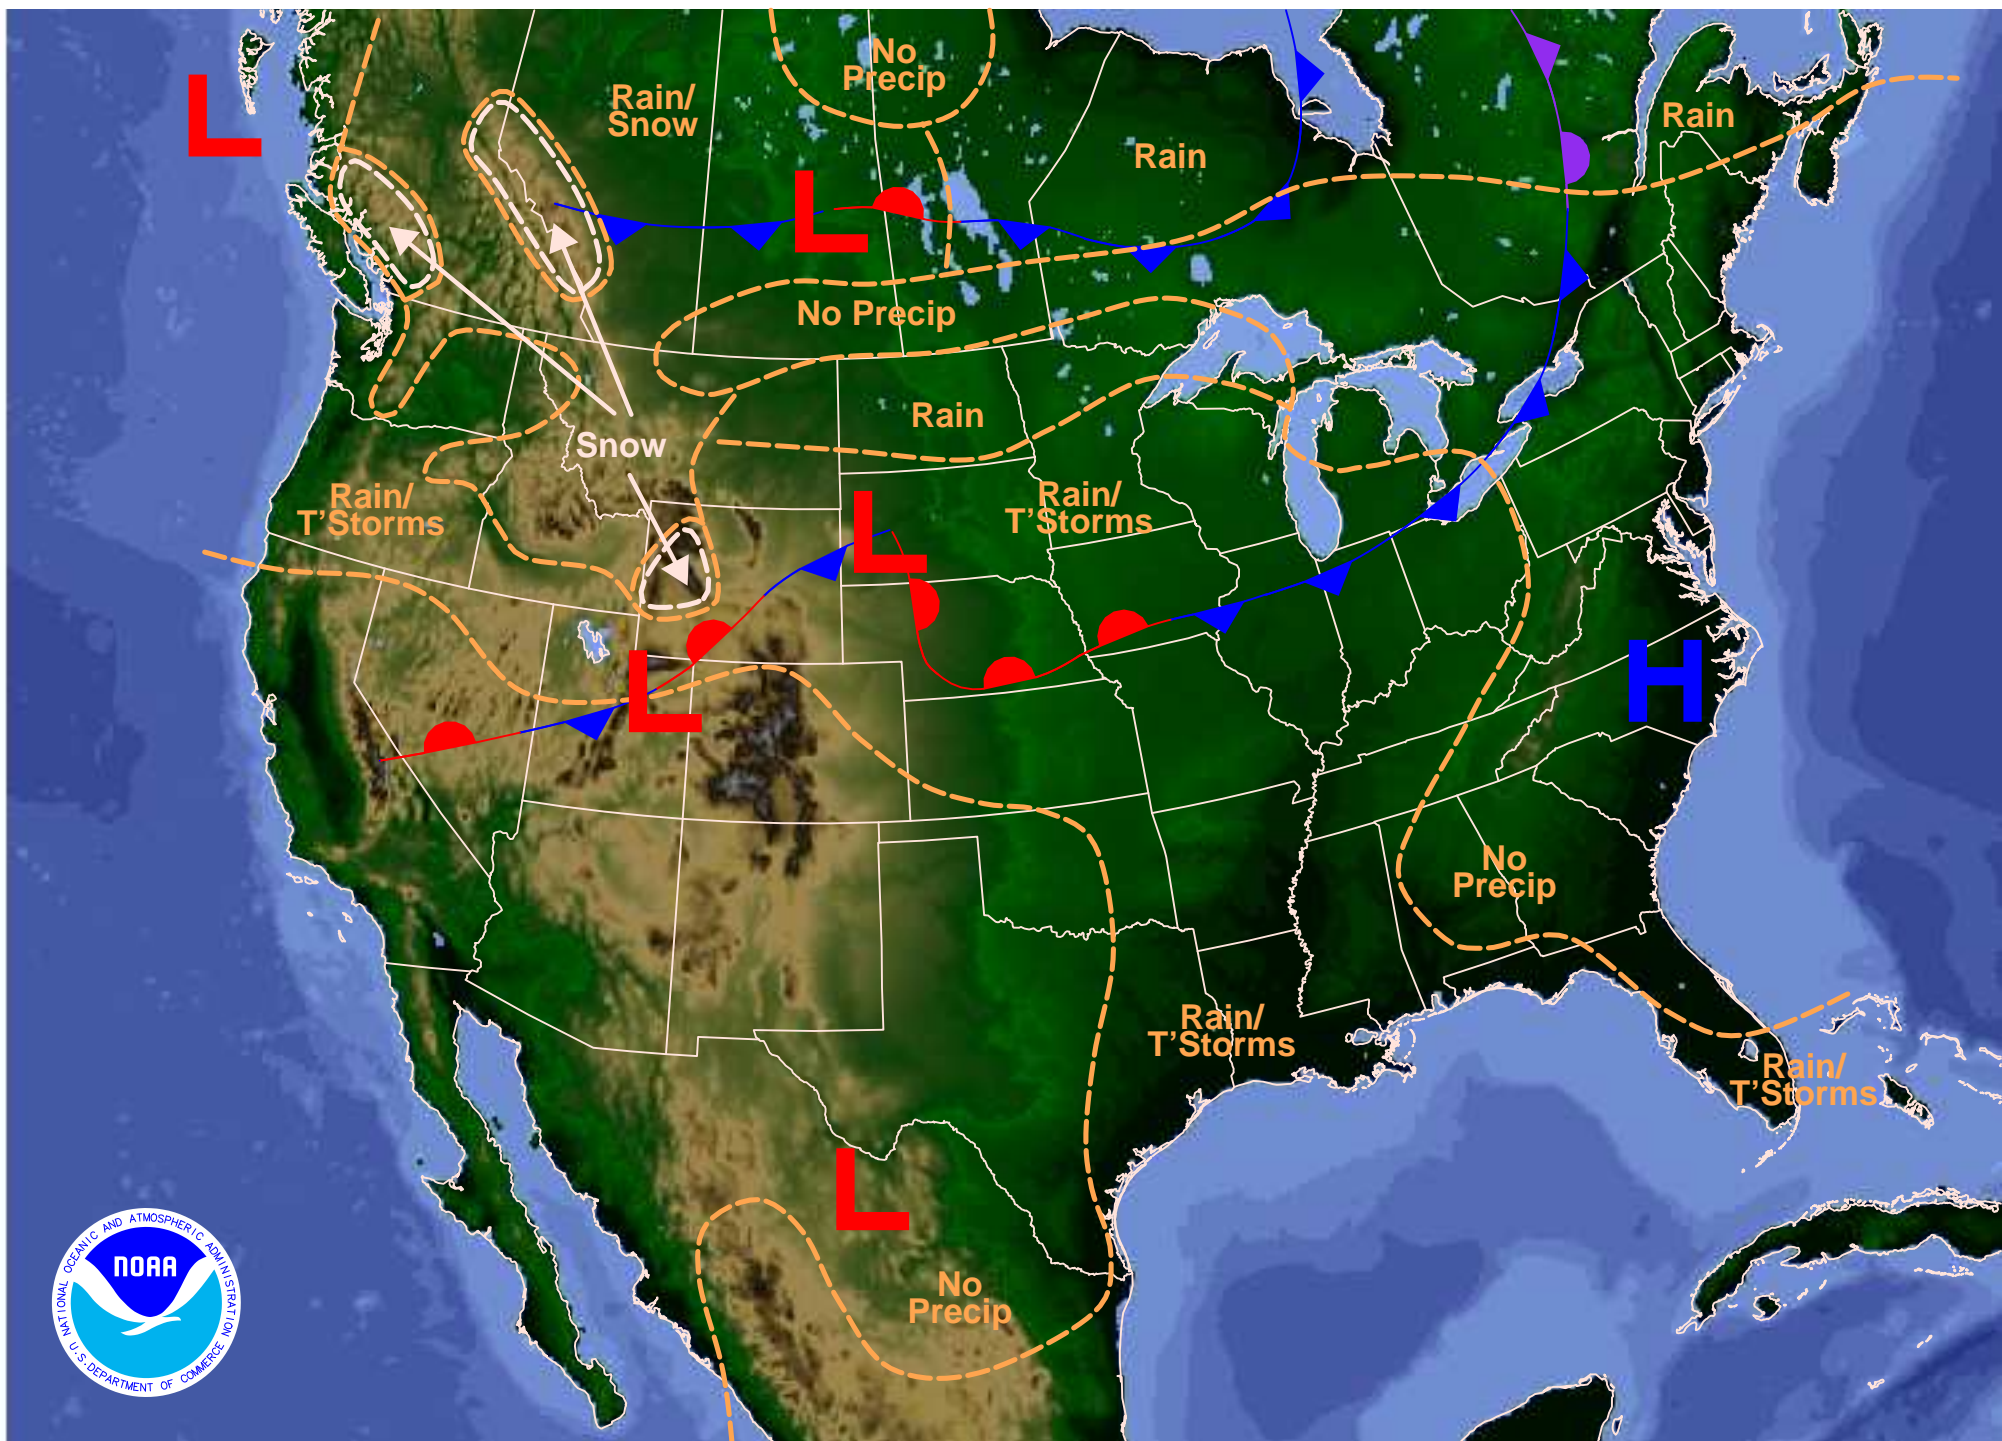 No
Precip
Rain/
Snow
Rain
Rain
L
L
No Precip
Rain
Snow
Rain/
T'Storms
Rain/
T'Storms
L
L
H
No
Precip
Rain/
T'Storms
Rain/
T'Storms
L
No
Precip
NATIONAL OCEANIC AND ATMOSPHERIC ADMINISTRATION
NOAA
U.S. DEPARTMENT OF COMMERCE